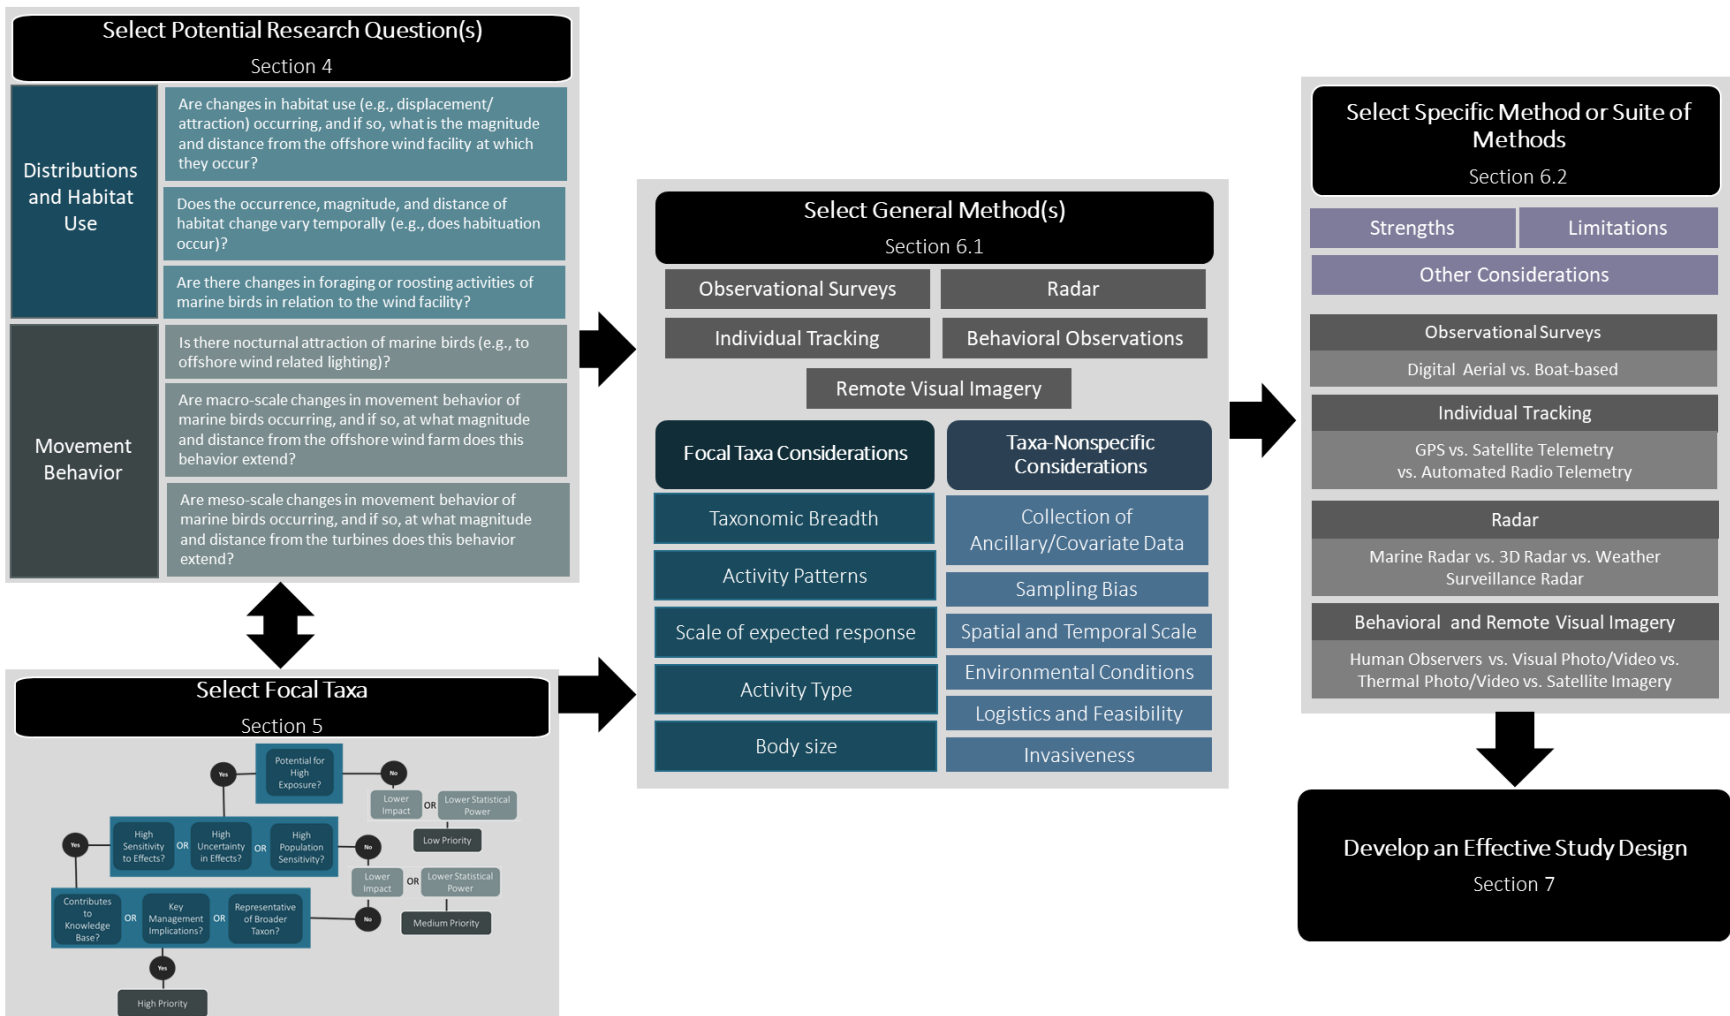 Select Potential Research Question(s)
Section 4
Distributions
and Habitat
Use
Are changes in habitat use (e.g., displacement/
attraction) occurring, and if so, what is the magnitude
and distance from the offshore wind facility at which
they occur?
Does the occurrence, magnitude, and distance of
habitat change vary temporally (e.g., does habituation
occur)?
Are there changes in foraging or roosting activities of
marine birds in relation to the wind facility?
Movement
Behavior
Is there nocturnal attraction of marine birds (e.g., to
offshore wind related lighting)?
Are macro-scale changes in movement behavior of
marine birds occurring, and if so, at what magnitude
and distance from the offshore wind farm does this
behavior extend?
Are meso-scale changes in movement behavior of
marine birds occurring, and if so, at what magnitude
and distance from the turbines does this behavior
extend?
Select Focal Taxa
Section 5
Potential for
High
Exposure?
Yes
No
Lower
Impact
OR
Lower Statistical
Power
Low Priority
High
Sensitivity
to Effects?
OR
High
Uncertainty
in Effects?
OR
High
Population
Sensitivity?
Yes
No
Lower
Impact
OR
Lower Statistical
Power
Medium Priority
Contributes
to
Knowledge
Base?
OR
Key
Management
Implications?
OR
Representative
of Broader
Taxon?
No
Yes
High Priority
Select General Method(s)
Section 6.1
Observational Surveys
Radar
Individual Tracking
Behavioral Observations
Remote Visual Imagery
Focal Taxa Considerations
Taxonomic Breadth
Activity Patterns
Scale of expected response
Activity Type
Body size
Taxa-Nonspecific
Considerations
Collection of
Ancillary/Covariate Data
Sampling Bias
Spatial and Temporal Scale
Environmental Conditions
Logistics and Feasibility
Invasiveness
Select Specific Method or Suite of
Methods
Section 6.2
Strengths
Limitations
Other Considerations
Observational Surveys
Digital Aerial vs. Boat-based
Individual Tracking
GPS vs. Satellite Telemetry
vs. Automated Radio Telemetry
Radar
Marine Radar vs. 3D Radar vs. Weather
Surveillance Radar
Behavioral and Remote Visual Imagery
Human Observers vs. Visual Photo/Video vs.
Thermal Photo/Video vs. Satellite Imagery
Develop an Effective Study Design
Section 7